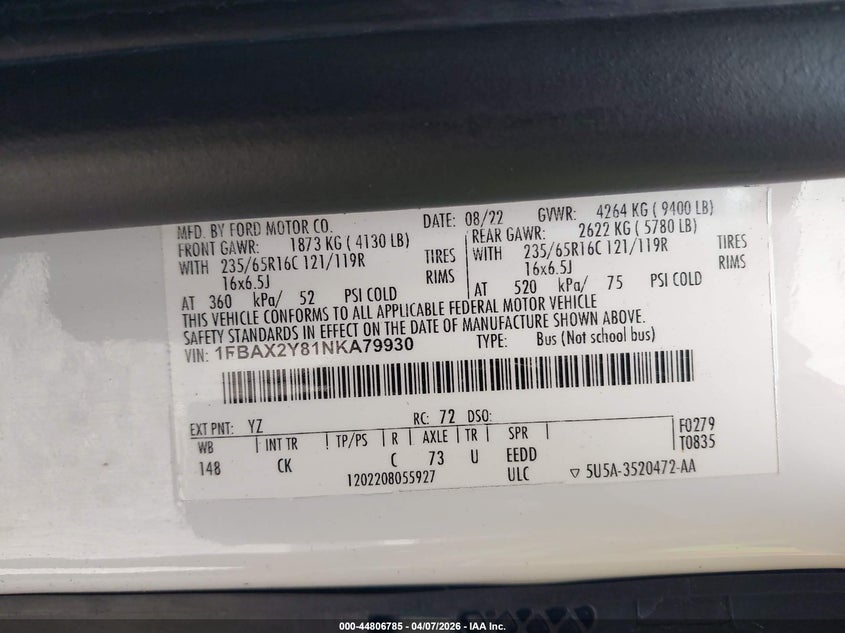 MFD. BY FORD MOTOR CO. DATE: 08/22 GVWR: 4264 KG ( 9400 LB)
FRONT GAWR: 1873 KG ( 4130 LB) REAR GAWR: 2622 KG ( 5780 LB)
WITH 235/65R16C 121/119R TIRES WITH 235/65R16C 121/119R TIRES
16x6.5J RIMS 16x6.5J RIMS
AT 360 kPa/ 52 PSI COLD AT 520 kPa/ 75 PSI COLD
THIS VEHICLE CONFORMS TO ALL APPLICABLE FEDERAL MOTOR VEHICLE
SAFETY STANDARDS IN EFFECT ON THE DATE OF MANUFACTURE SHOWN ABOVE.
VIN: 1FBAX2Y81NKA79930 TYPE: Bus (Not school bus)
EXT PNT: YZ RC: 72 DSO: F0279
WB INT TR TP/PS R AXLE TR SPR T0835
148 CK C 73 U EEDD
1202208055927 ULC ▽ 5U5A-3520472-AA
000-44806785 - 04/07/2026 - IAA Inc.